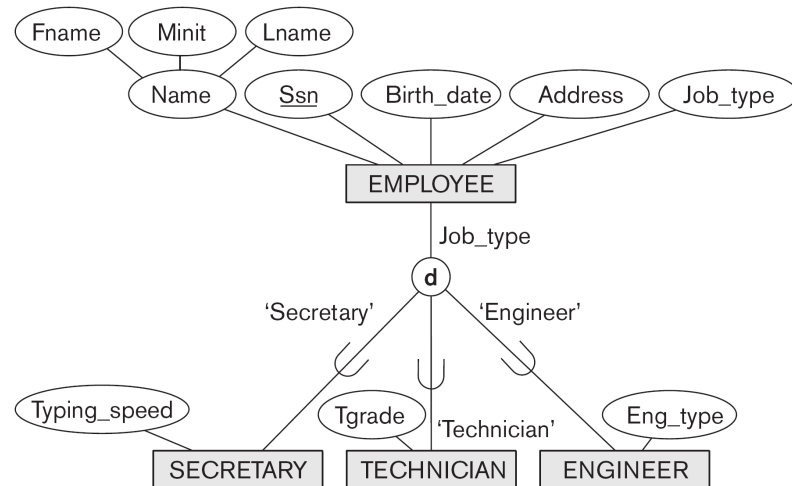 Fname Minit Lname
Name Ssn Birth_date Address Job_type
EMPLOYEE
Job_type
d
‘Secretary’ ‘Engineer’
Typing_speed Tgrade Eng_type
‘Technician’
SECRETARY TECHNICIAN ENGINEER